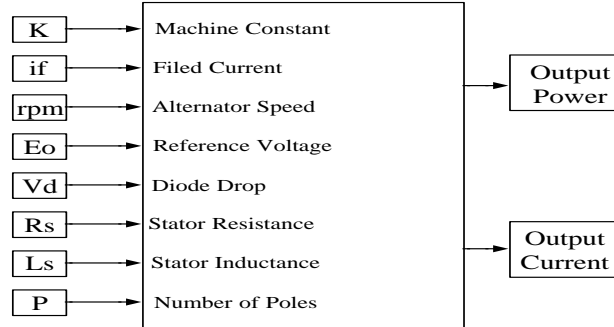 K Machine Constant
if Filed Current
rpm Alternator Speed
Eo Reference Voltage
Vd Diode Drop
Rs Stator Resistance
Ls Stator Inductance
P Number of Poles
Output
Power
Output
Current